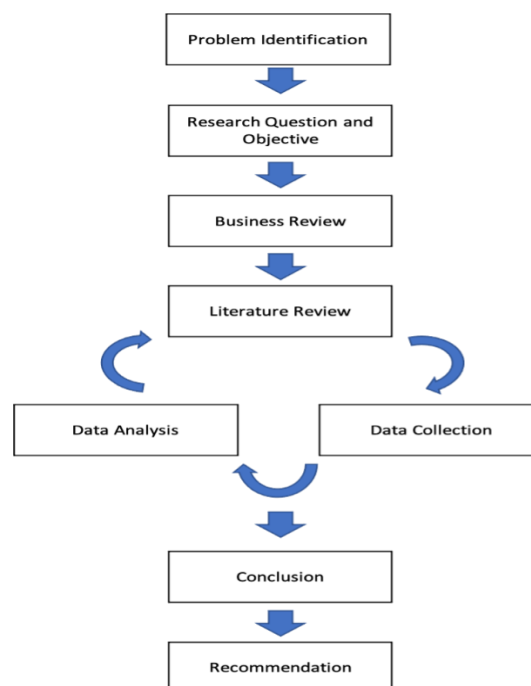 Problem Identification
Research Question and
Objective
Business Review
Literature Review
Data Analysis
Data Collection
Conclusion
Recommendation